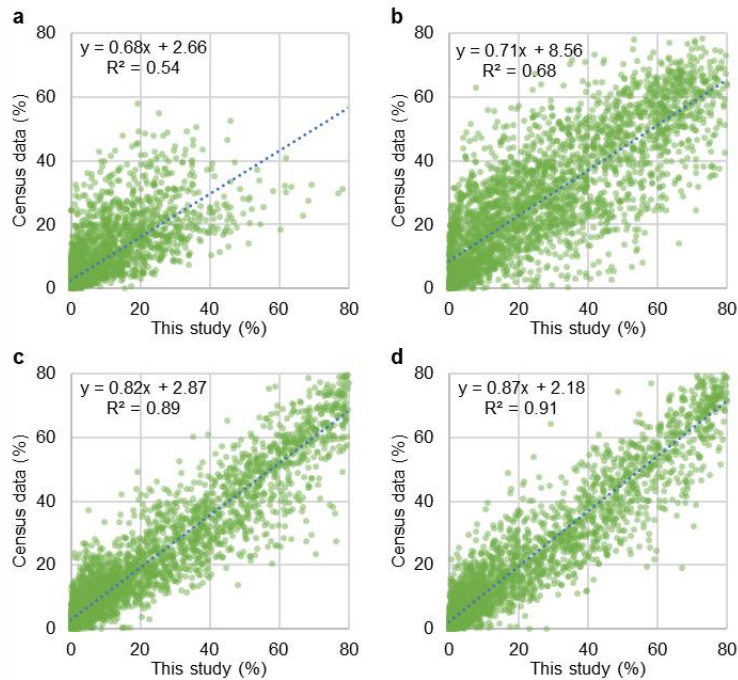 a
80
60
40
20
0
Census data (%)
y = 0.68x + 2.66
R² = 0.54
0 20 40 60 80
This study (%)
b
80
60
40
20
0
Census data (%)
y = 0.71x + 8.56
R² = 0.68
0 20 40 60 80
This study (%)
c
80
60
40
20
0
Census data (%)
y = 0.82x + 2.87
R² = 0.89
0 20 40 60 80
This study (%)
d
80
60
40
20
0
Census data (%)
y = 0.87x + 2.18
R² = 0.91
0 20 40 60 80
This study (%)